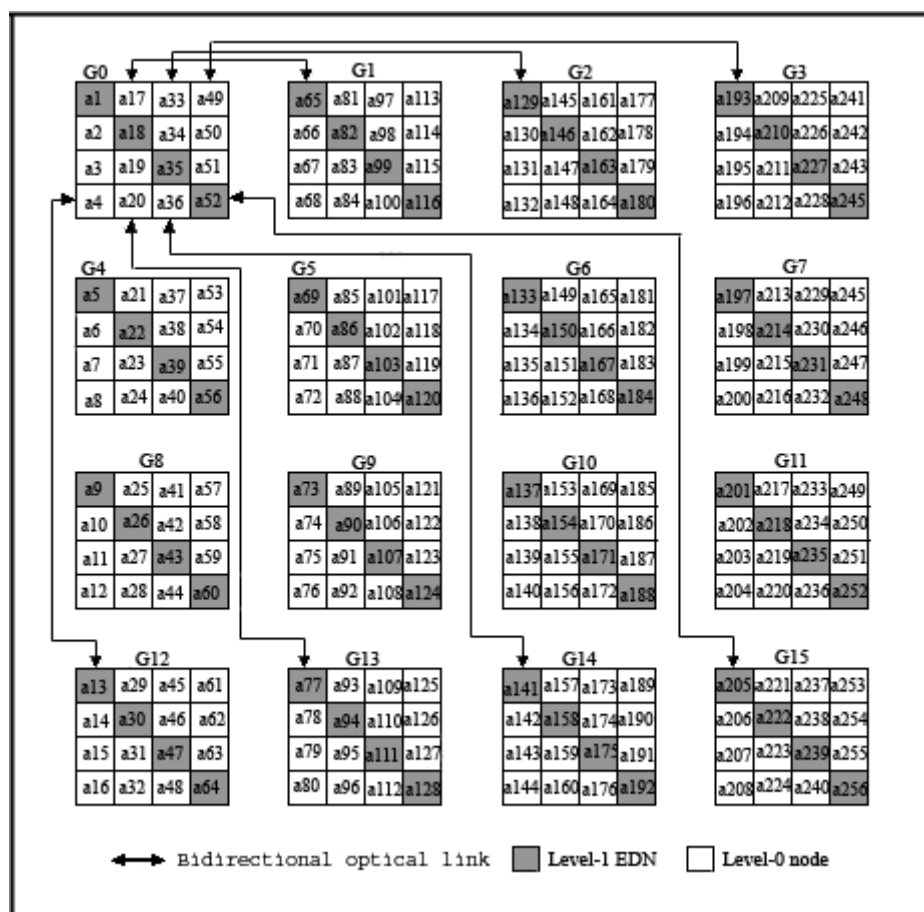 G0 G1 G2 G3
a1 a17 a33 a49 a65 a81 a97 a113 a129 a145 a161 a177 a193 a209 a225 a241
a2 a18 a34 a50 a66 a82 a98 a114 a130 a146 a162 a178 a194 a210 a226 a242
a3 a19 a35 a51 a67 a83 a99 a115 a131 a147 a163 a179 a195 a211 a227 a243
a4 a20 a36 a52 a68 a84 a100 a116 a132 a148 a164 a180 a196 a212 a228 a245
G4 G5 G6 G7
a5 a21 a37 a53 a69 a85 a101 a117 a133 a149 a165 a181 a197 a213 a229 a245
a6 a22 a38 a54 a70 a86 a102 a118 a134 a150 a166 a182 a198 a214 a230 a246
a7 a23 a39 a55 a71 a87 a103 a119 a135 a151 a167 a183 a199 a215 a231 a247
a8 a24 a40 a56 a72 a88 a104 a120 a136 a152 a168 a184 a200 a216 a232 a248
G8 G9 G10 G11
a9 a25 a41 a57 a73 a89 a105 a121 a137 a153 a169 a185 a201 a217 a233 a249
a10 a26 a42 a58 a74 a90 a106 a122 a138 a154 a170 a186 a202 a218 a234 a250
a11 a27 a43 a59 a75 a91 a107 a123 a139 a155 a171 a187 a203 a219 a235 a251
a12 a28 a44 a60 a76 a92 a108 a124 a140 a156 a172 a188 a204 a220 a236 a252
G12 G13 G14 G15
a13 a29 a45 a61 a77 a93 a109 a125 a141 a157 a173 a189 a205 a221 a237 a253
a14 a30 a46 a62 a78 a94 a110 a126 a142 a158 a174 a190 a206 a222 a238 a254
a15 a31 a47 a63 a79 a95 a111 a127 a143 a159 a175 a191 a207 a223 a239 a255
a16 a32 a48 a64 a80 a96 a112 a128 a144 a160 a176 a192 a208 a224 a240 a256
Bidirectional optical link Level-1 EDN Level-0 node